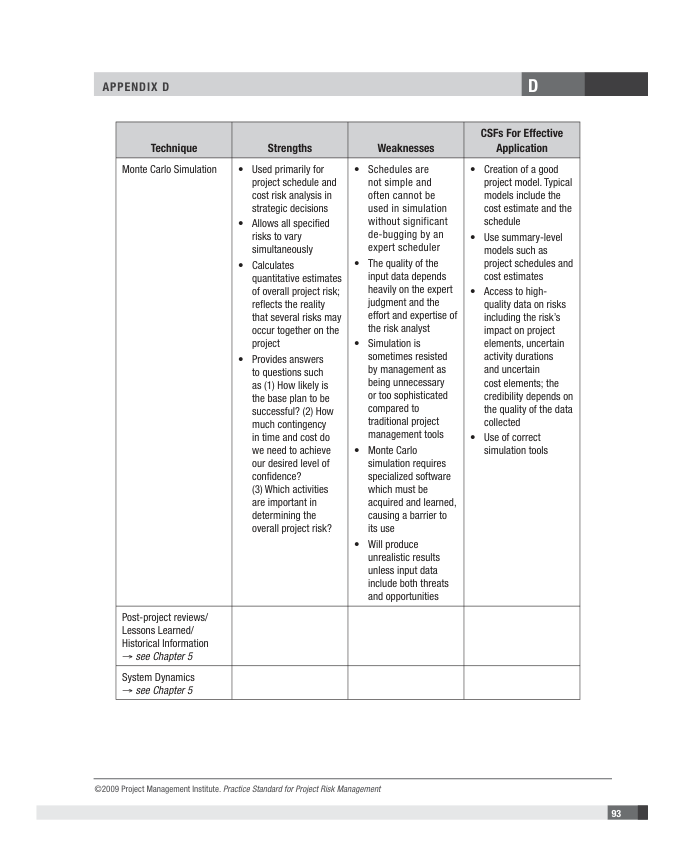 APPENDIX D
D
Technique
Strengths
Weaknesses
CSFs For Effective
Application
Monte Carlo Simulation
• Used primarily for
project schedule and
cost risk analysis in
strategic decisions
• Allows all specified
risks to vary
simultaneously
• Calculates
quantitative estimates
of overall project risk;
reflects the reality
that several risks may
occur together on the
project
• Provides answers
to questions such
as (1) How likely is
the base plan to be
successful? (2) How
much contingency
in time and cost do
we need to achieve
our desired level of
confidence?
(3) Which activities
are important in
determining the
overall project risk?
• Schedules are
not simple and
often cannot be
used in simulation
without significant
de-bugging by an
expert scheduler
• The quality of the
input data depends
heavily on the expert
judgment and the
effort and expertise of
the risk analyst
• Simulation is
sometimes resisted
by management as
being unnecessary
or too sophisticated
compared to
traditional project
management tools
• Monte Carlo
simulation requires
specialized software
which must be
acquired and learned,
causing a barrier to
its use
• Will produce
unrealistic results
unless input data
include both threats
and opportunities
• Creation of a good
project model. Typical
models include the
cost estimate and the
schedule
• Use summary-level
models such as
project schedules and
cost estimates
• Access to high-
quality data on risks
including the risk's
impact on project
elements, uncertain
activity durations
and uncertain
cost elements; the
credibility depends on
the quality of the data
collected
• Use of correct
simulation tools
Post-project reviews/
Lessons Learned/
Historical Information
→ see Chapter 5
System Dynamics
→ see Chapter 5
©2009 Project Management Institute. Practice Standard for Project Risk Management
93